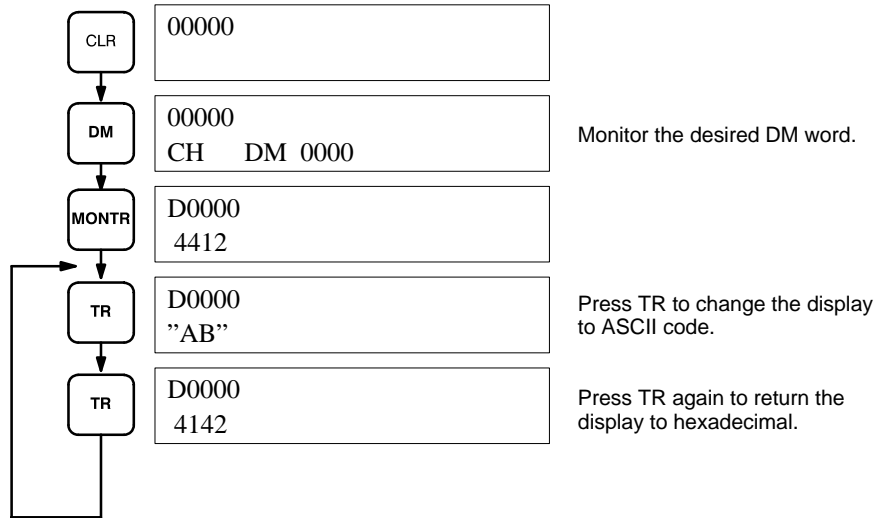 CLR
00000
DM
00000
CH DM 0000
Monitor the desired DM word.
MONTR
D0000
4412
TR
D0000
”AB”
Press TR to change the display
to ASCII code.
TR
D0000
4142
Press TR again to return the
display to hexadecimal.